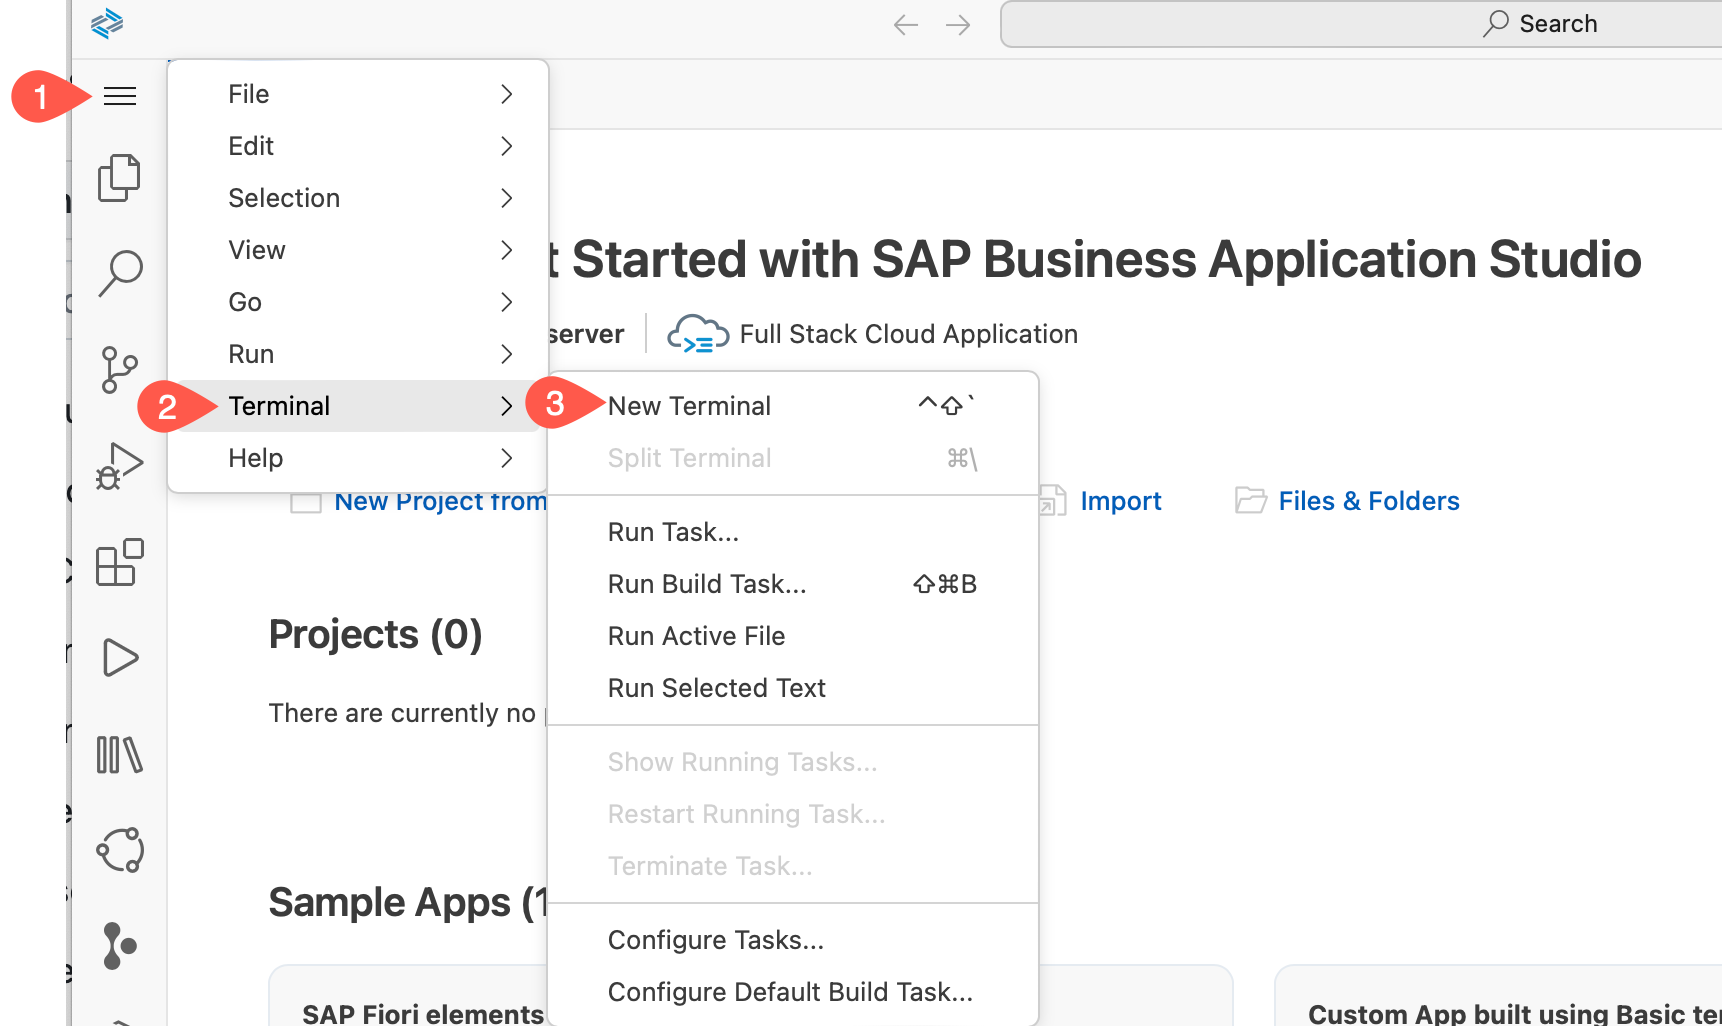 Search
1
File
Edit
Selection
View
Go
Run
2 Terminal
Help
t Started with SAP Business Application Studio
server
Full Stack Cloud Application
3 New Terminal ^⇧`
Split Terminal ⌘\
Run Task...
Run Build Task... ⇧⌘B
Run Active File
Run Selected Text
Show Running Tasks...
Restart Running Task...
Terminate Task...
Configure Tasks...
Configure Default Build Task...
New Project from
Import
Files & Folders
Projects (0)
There are currently no
Sample Apps (1
SAP Fiori elements
Custom App built using Basic te